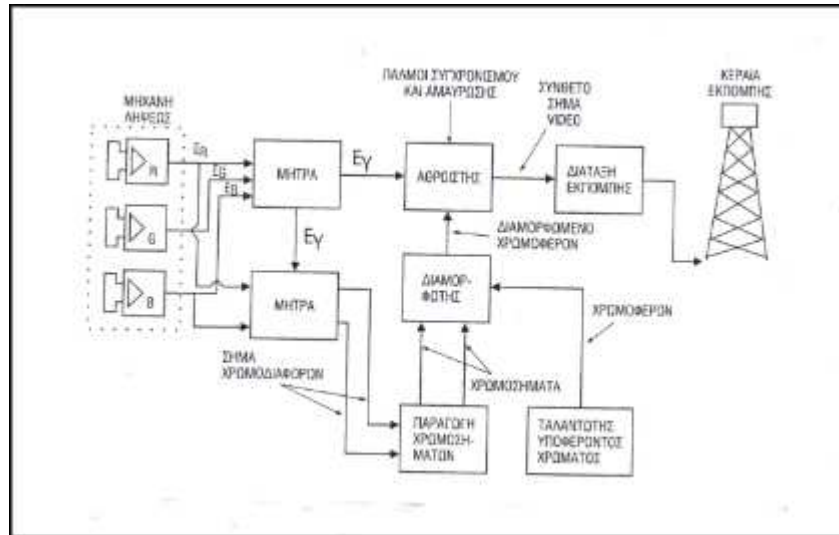 ΠΑΛΜΟΙ ΣΥΓΧΡΟΝΙΣΜΟΥ
ΚΑΙ ΑΜΑΥΡΩΣΗΣ
ΣΥΝΘΕΤΟ
ΣΗΜΑ
VIDEO
ΚΕΡΑΙΑ
ΕΚΠΟΜΠΗΣ
ΜΗΧΑΝΗ
ΛΗΨΕΩΣ
R
G
B
ER
EG
EB
ΜΗΤΡΑ
EY
ΑΘΡΟΙΣΤΗΣ
ΔΙΑΤΑΞΗ
ΕΚΠΟΜΠΗΣ
EY
ΔΙΑΜΟΡΦΩΜΕΝΟ
ΧΡΩΜΟΦΕΡΟΝ
ΜΗΤΡΑ
ΔΙΑΜΟΡ-
ΦΩΤΗΣ
ΧΡΩΜΟΦΕΡΟΝ
ΣΗΜΑ
ΧΡΩΜΟΔΙΑΦΟΡΩΝ
ΧΡΩΜΟΣΗΜΑΤΑ
ΠΑΡΑΓΩΓΗ
ΧΡΩΜΟΣΗ-
ΜΑΤΩΝ
ΤΑΛΑΝΤΩΤΗΣ
ΥΠΟΦΕΡΟΝΤΟΣ
ΧΡΩΜΑΤΟΣ